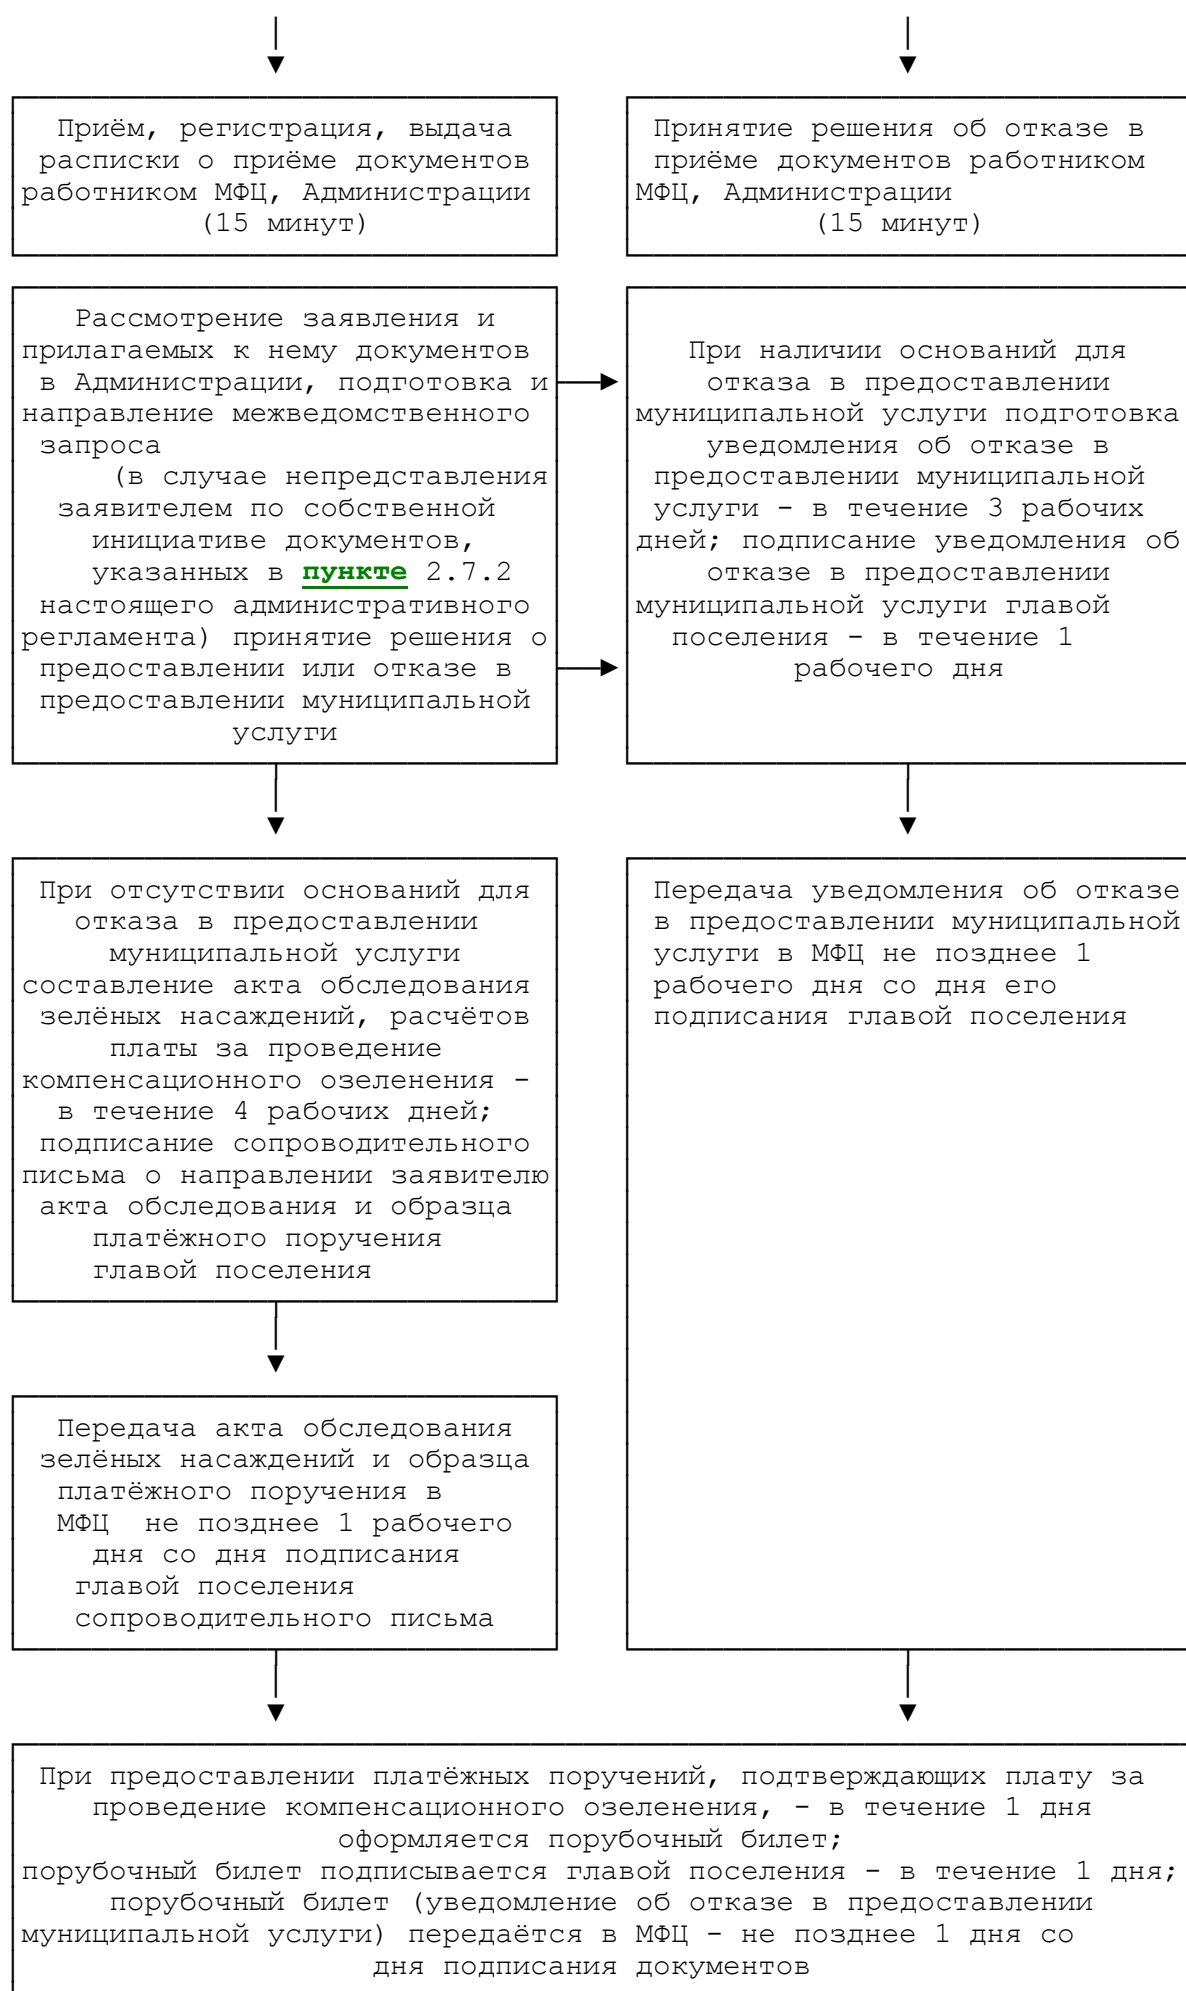 Приём, регистрация, выдача
расписки о приёме документов
работником МФЦ, Администрации
(15 минут)
Принятие решения об отказе в
приёме документов работником
МФЦ, Администрации
(15 минут)
Рассмотрение заявления и
прилагаемых к нему документов
в Администрации, подготовка и
направление межведомственного
запроса
(в случае непредставления
заявителем по собственной
инициативе документов,
указанных в пункте 2.7.2
настоящего административного
регламента) принятие решения о
предоставлении или отказе в
предоставлении муниципальной
услуги
При наличии оснований для
отказа в предоставлении
муниципальной услуги подготовка
уведомления об отказе в
предоставлении муниципальной
услуги - в течение 3 рабочих
дней; подписание уведомления об
отказе в предоставлении
муниципальной услуги главой
поселения - в течение 1
рабочего дня
При отсутствии оснований для
отказа в предоставлении
муниципальной услуги
составление акта обследования
зелёных насаждений, расчётов
платы за проведение
компенсационного озеленения -
в течение 4 рабочих дней;
подписание сопроводительного
письма о направлении заявителю
акта обследования и образца
платёжного поручения
главой поселения
Передача уведомления об отказе
в предоставлении муниципальной
услуги в МФЦ не позднее 1
рабочего дня со дня его
подписания главой поселения
Передача акта обследования
зелёных насаждений и образца
платёжного поручения в
МФЦ не позднее 1 рабочего
дня со дня подписания
главой поселения
сопроводительного письма
При предоставлении платёжных поручений, подтверждающих плату за
проведение компенсационного озеленения, - в течение 1 дня
оформляется порубочный билет;
порубочный билет подписывается главой поселения - в течение 1 дня;
порубочный билет (уведомление об отказе в предоставлении
муниципальной услуги) передаётся в МФЦ - не позднее 1 дня со
дня подписания документов